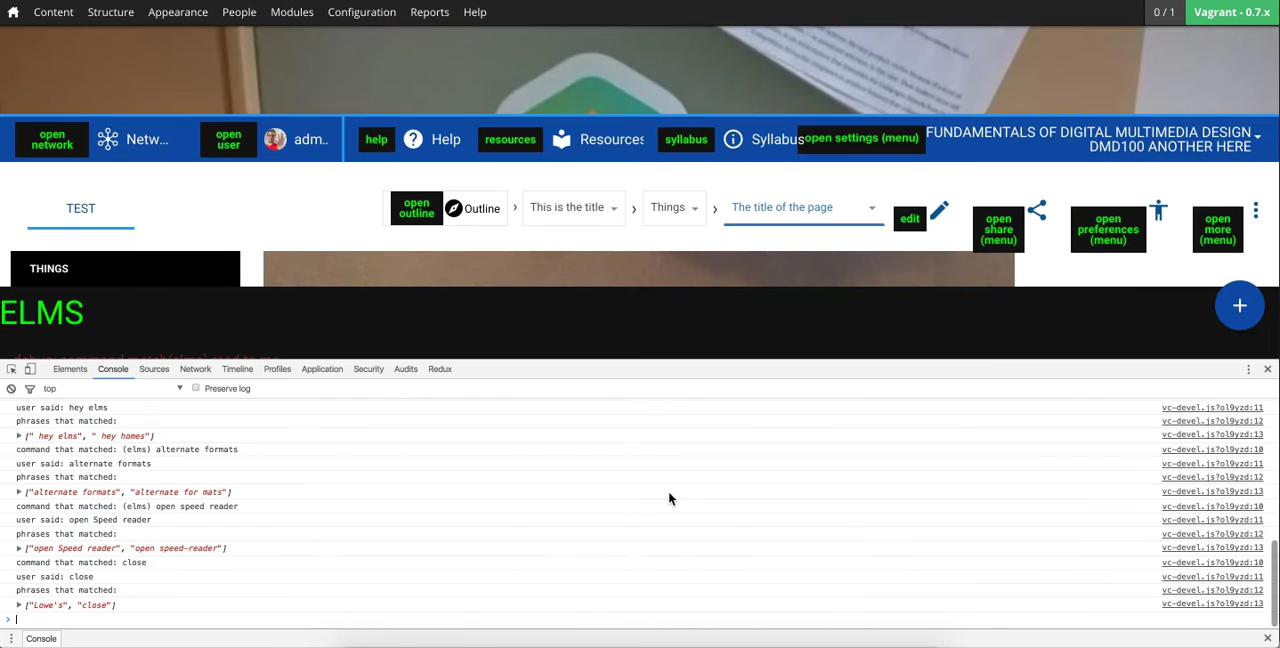 Content Structure Appearance People Modules Configuration Reports Help 0 / 1 Vagrant - 0.7.x
open network Netw... open user adm.. help Help resources Resources syllabus Syllabus open settings (menu) FUNDAMENTALS OF DIGITAL MULTIMEDIA DESIGN
DMD100 ANOTHER HERE
TEST open outline Outline › This is the title › Things › The title of the page edit open share (menu) open preferences (menu) open more (menu)
THINGS
ELMS
+
Elements Console Sources Network Timeline Profiles Application Security Audits Redux
top Preserve log
user said: hey elms vc-devel.js?ol9yzd:11
phrases that matched: vc-devel.js?ol9yzd:12
[" hey elms", " hey homes"] vc-devel.js?ol9yzd:13
command that matched: (elms) alternate formats vc-devel.js?ol9yzd:10
user said: alternate formats vc-devel.js?ol9yzd:11
phrases that matched: vc-devel.js?ol9yzd:12
["alternate formats", "alternate for mats"] vc-devel.js?ol9yzd:13
command that matched: (elms) open speed reader vc-devel.js?ol9yzd:10
user said: open Speed reader vc-devel.js?ol9yzd:11
phrases that matched: vc-devel.js?ol9yzd:12
["open Speed reader", "open speed-reader"] vc-devel.js?ol9yzd:13
command that matched: close vc-devel.js?ol9yzd:10
user said: close vc-devel.js?ol9yzd:11
phrases that matched: vc-devel.js?ol9yzd:12
["Lowe's", "close"] vc-devel.js?ol9yzd:13
>
Console